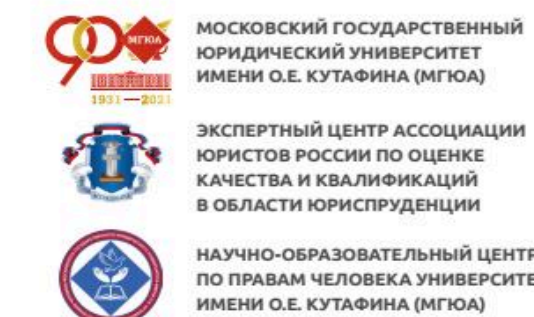 МГЮА
1931—2021
МОСКОВСКИЙ ГОСУДАРСТВЕННЫЙ
ЮРИДИЧЕСКИЙ УНИВЕРСИТЕТ
ИМЕНИ О.Е. КУТАФИНА (МГЮА)
ЭКСПЕРТНЫЙ ЦЕНТР АССОЦИАЦИИ
ЮРИСТОВ РОССИИ ПО ОЦЕНКЕ
КАЧЕСТВА И КВАЛИФИКАЦИЙ
В ОБЛАСТИ ЮРИСПРУДЕНЦИИ
НАУЧНО-ОБРАЗОВАТЕЛЬНЫЙ ЦЕНТР
ПО ПРАВАМ ЧЕЛОВЕКА УНИВЕРСИТЕ
ИМЕНИ О.Е. КУТАФИНА (МГЮА)